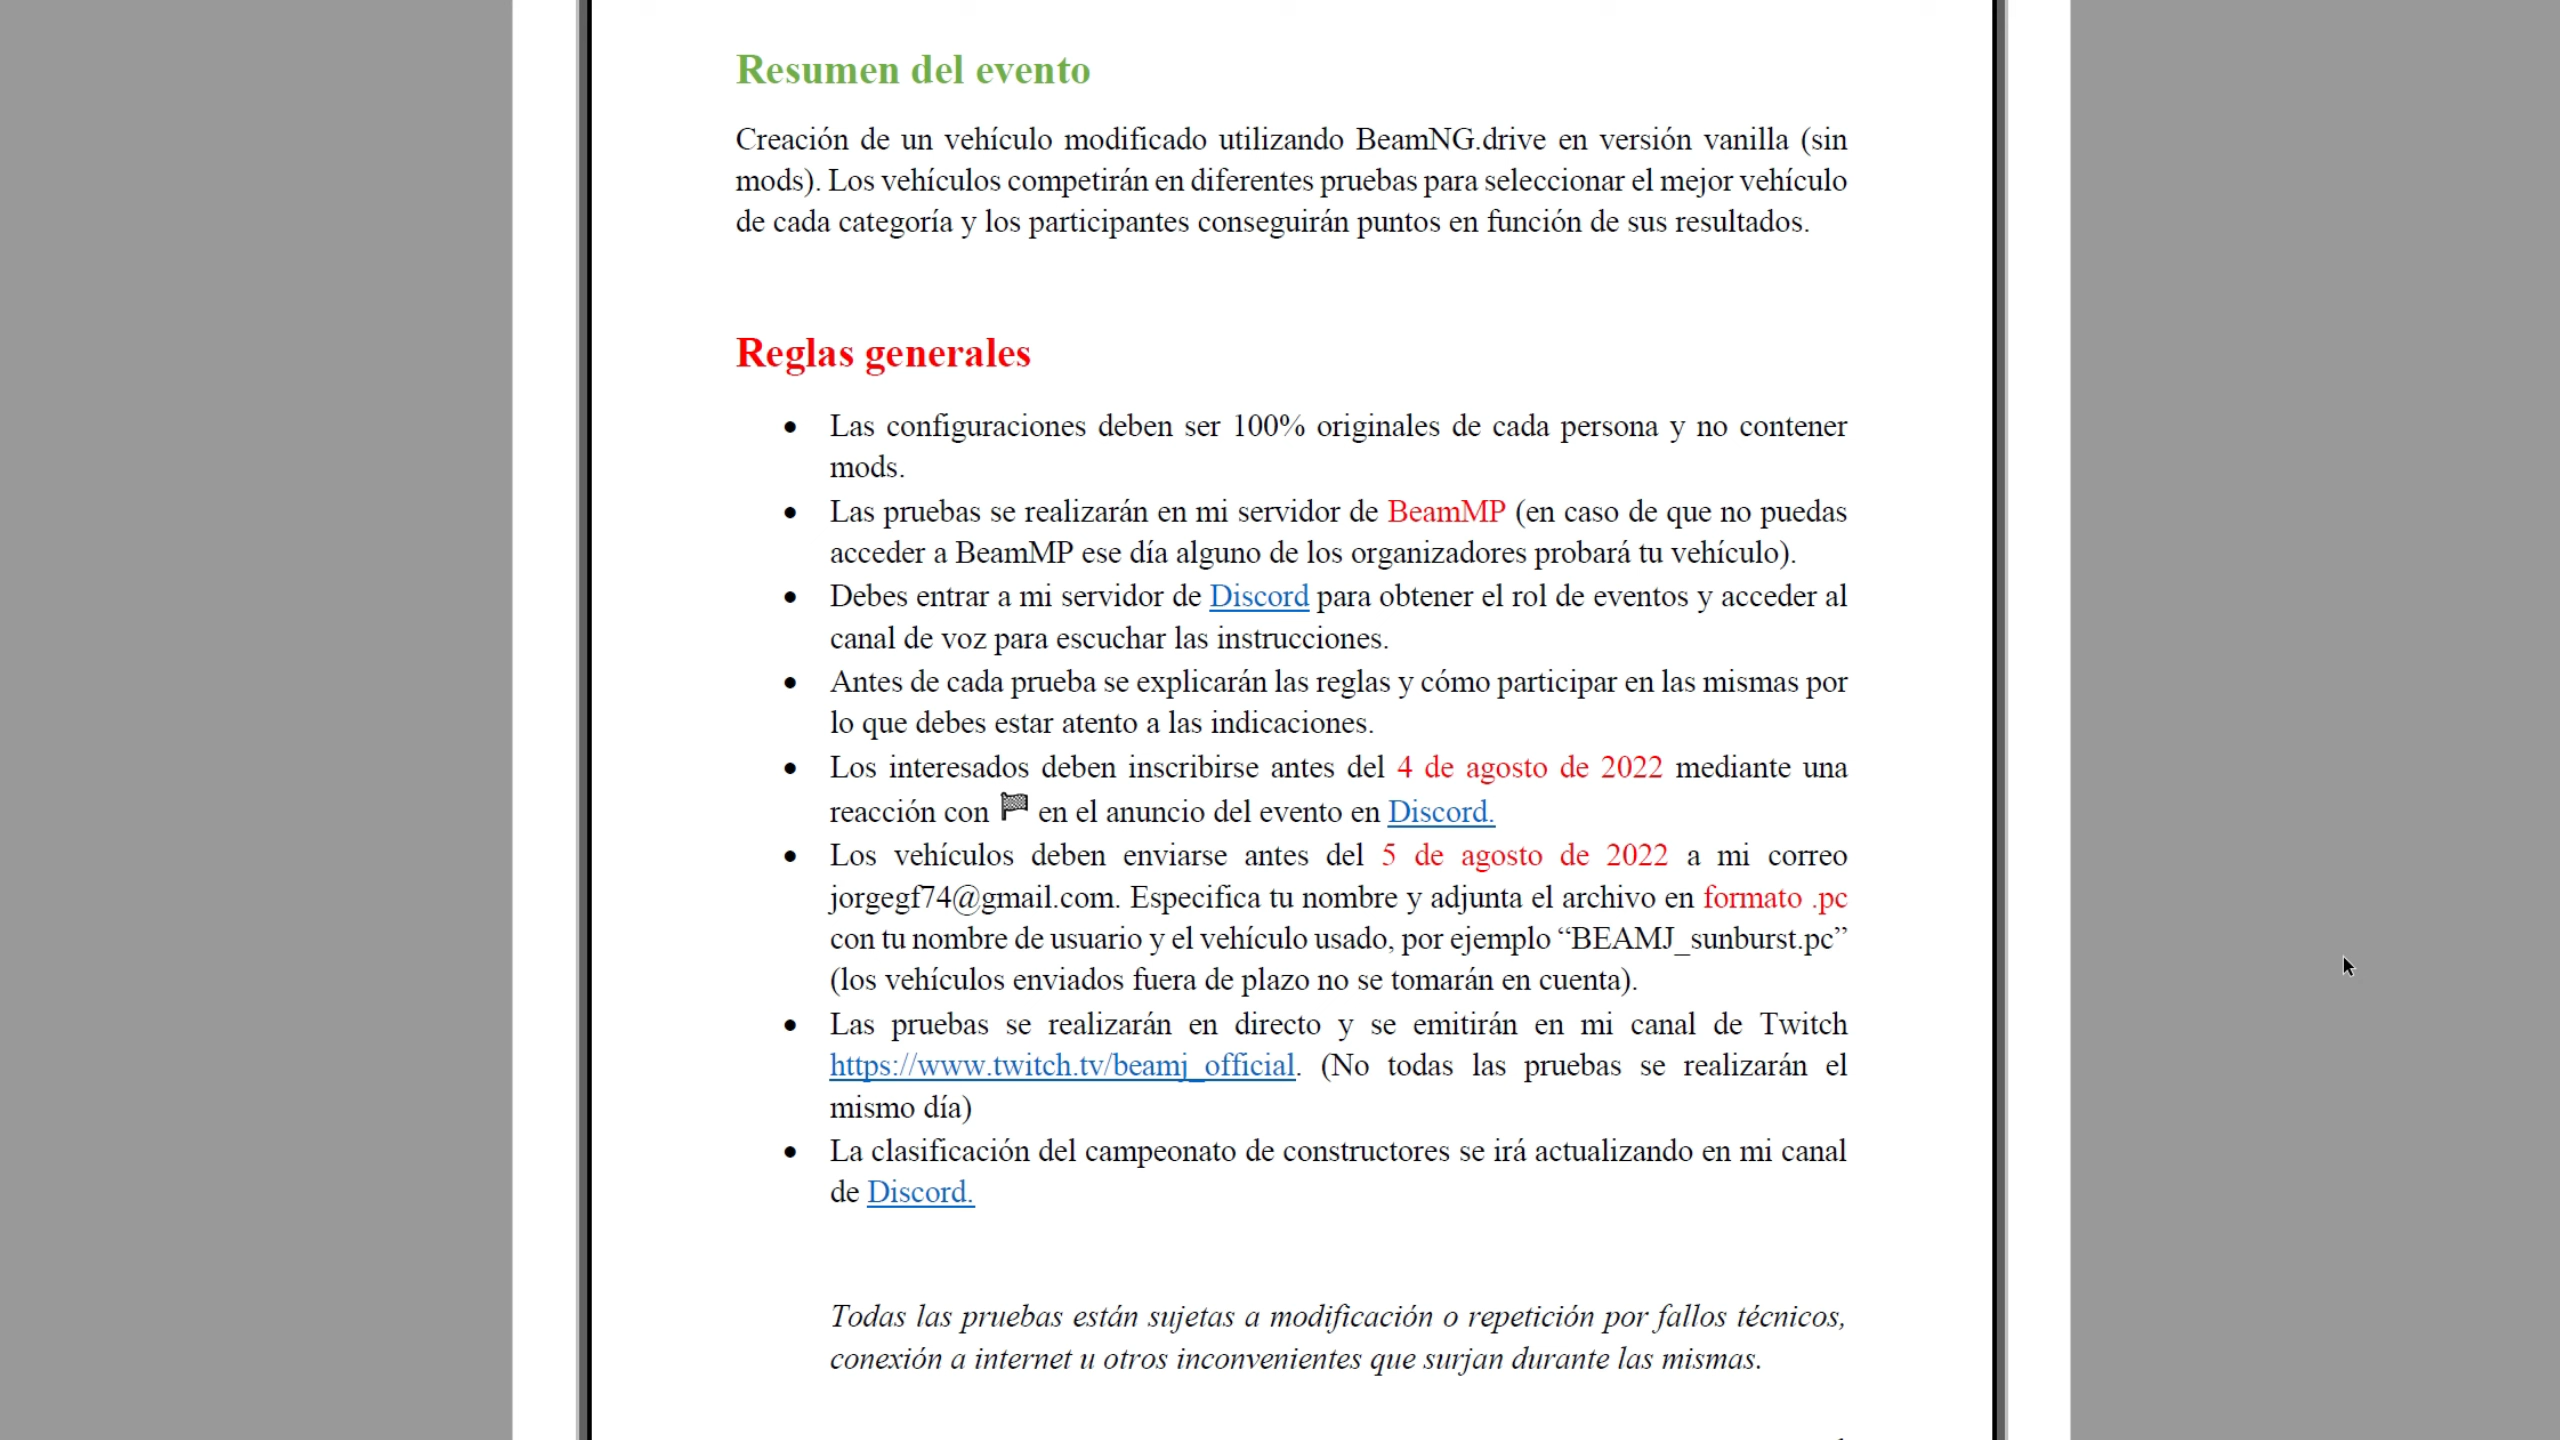 Resumen del evento
Creación de un vehículo modificado utilizando BeamNG.drive en versión vanilla (sin
mods). Los vehículos competirán en diferentes pruebas para seleccionar el mejor vehículo
de cada categoría y los participantes conseguirán puntos en función de sus resultados.
Reglas generales
• Las configuraciones deben ser 100% originales de cada persona y no contener
mods.
• Las pruebas se realizarán en mi servidor de BeamMP (en caso de que no puedas
acceder a BeamMP ese día alguno de los organizadores probará tu vehículo).
• Debes entrar a mi servidor de Discord para obtener el rol de eventos y acceder al
canal de voz para escuchar las instrucciones.
• Antes de cada prueba se explicarán las reglas y cómo participar en las mismas por
lo que debes estar atento a las indicaciones.
• Los interesados deben inscribirse antes del 4 de agosto de 2022 mediante una
reacción con 🏁 en el anuncio del evento en Discord.
• Los vehículos deben enviarse antes del 5 de agosto de 2022 a mi correo
jorgegf74@gmail.com. Especifica tu nombre y adjunta el archivo en formato .pc
con tu nombre de usuario y el vehículo usado, por ejemplo “BEAMJ_sunburst.pc”
(los vehículos enviados fuera de plazo no se tomarán en cuenta).
• Las pruebas se realizarán en directo y se emitirán en mi canal de Twitch
https://www.twitch.tv/beamj_official. (No todas las pruebas se realizarán el
mismo día)
• La clasificación del campeonato de constructores se irá actualizando en mi canal
de Discord.
Todas las pruebas están sujetas a modificación o repetición por fallos técnicos,
conexión a internet u otros inconvenientes que surjan durante las mismas.